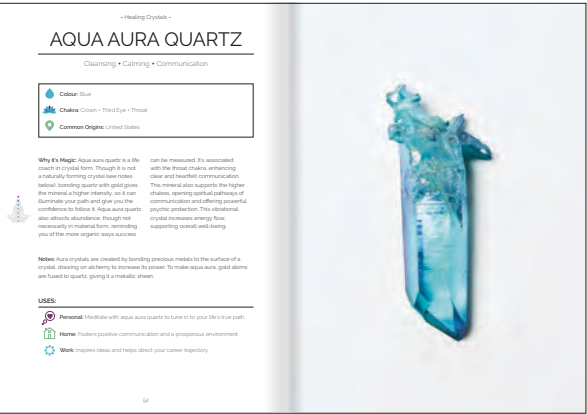 • Healing Crystals •
AQUA AURA QUARTZ
Cleansing • Calming • Communication
Colour: Blue
Chakra: Crown • Third Eye • Throat
Common Origins: United States
Why it's Magic: Aqua aura quartz is a life
coach in crystal form. Though it is not
a naturally forming crystal (see notes
below), bonding quartz with gold gives
the mineral a higher intensity, so it can
illuminate your path and give you the
confidence to follow it. Aqua aura quartz
also attracts abundance, though not
necessarily in material form, reminding
you of the more organic ways success
can be measured. It's associated
with the throat chakra, enhancing
clear and heartfelt communication.
This mineral also supports the higher
chakras, opening spiritual pathways of
communication and offering powerful
psychic protection. This vibrational
crystal increases energy flow,
supporting overall well-being.
Notes: Aura crystals are created by bonding precious metals to the surface of a
crystal, drawing on alchemy to increase its power. To make aqua aura, gold atoms
are fused to quartz, giving it a metallic sheen.
USES:
Personal: Meditate with aqua aura quartz to tune in to your life's true path.
Home: Fosters positive communication and a prosperous environment.
Work: Inspires ideas and helps direct your career trajectory.
52